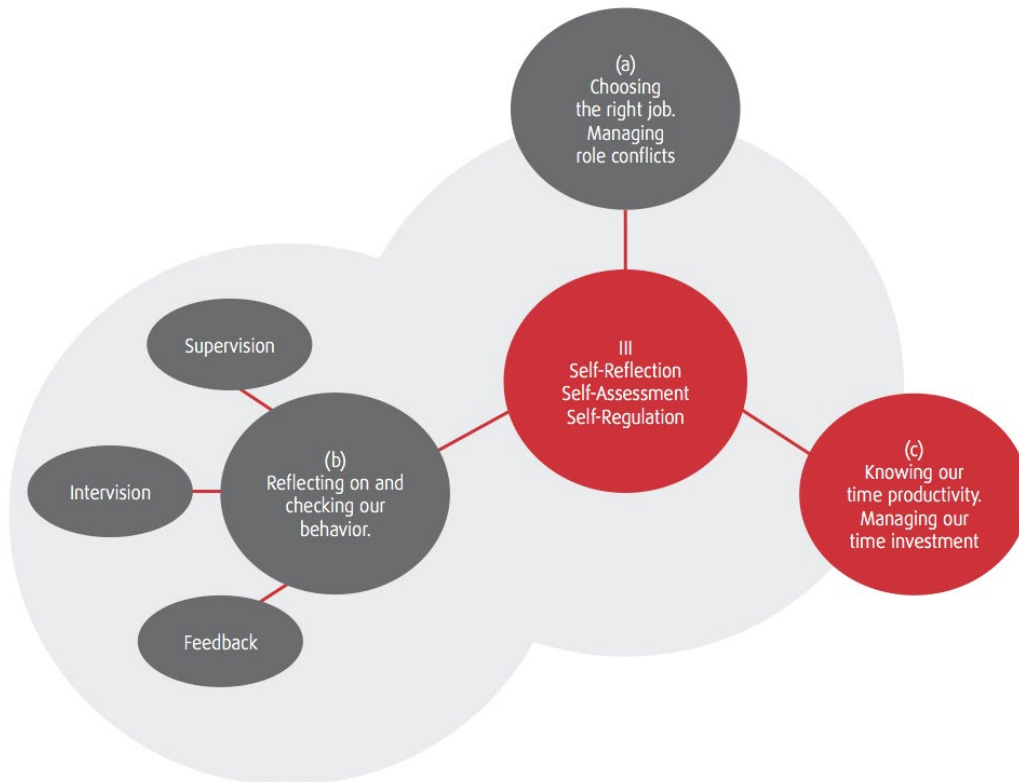 (a)
Choosing
the right job.
Managing
role conflicts
III
Self-Reflection
Self-Assessment
Self-Regulation
Supervision
Intervision
Feedback
(b)
Reflecting on and
checking our
behavior.
(c)
Knowing our
time productivity.
Managing our
time investment